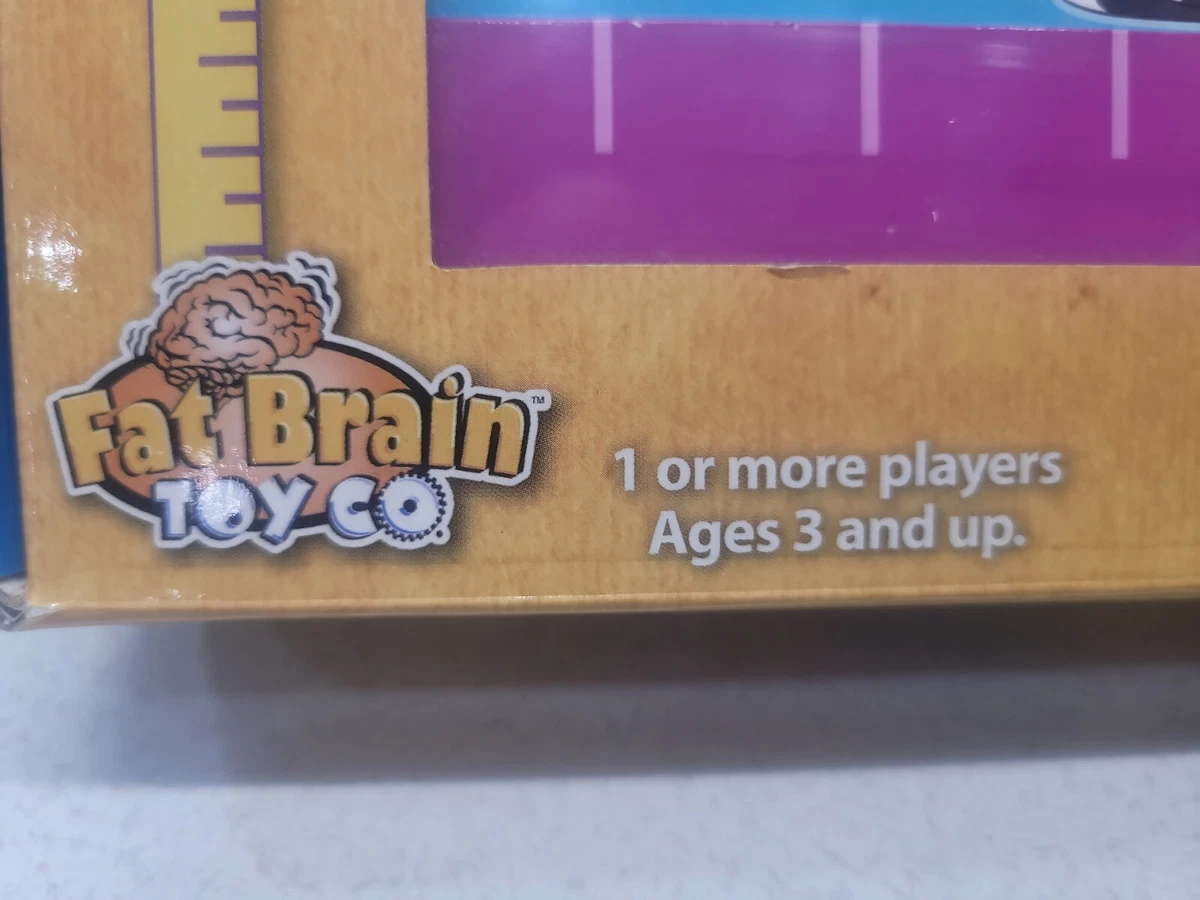 Fat Brain™
TOY CO.
1 or more players
Ages 3 and up.